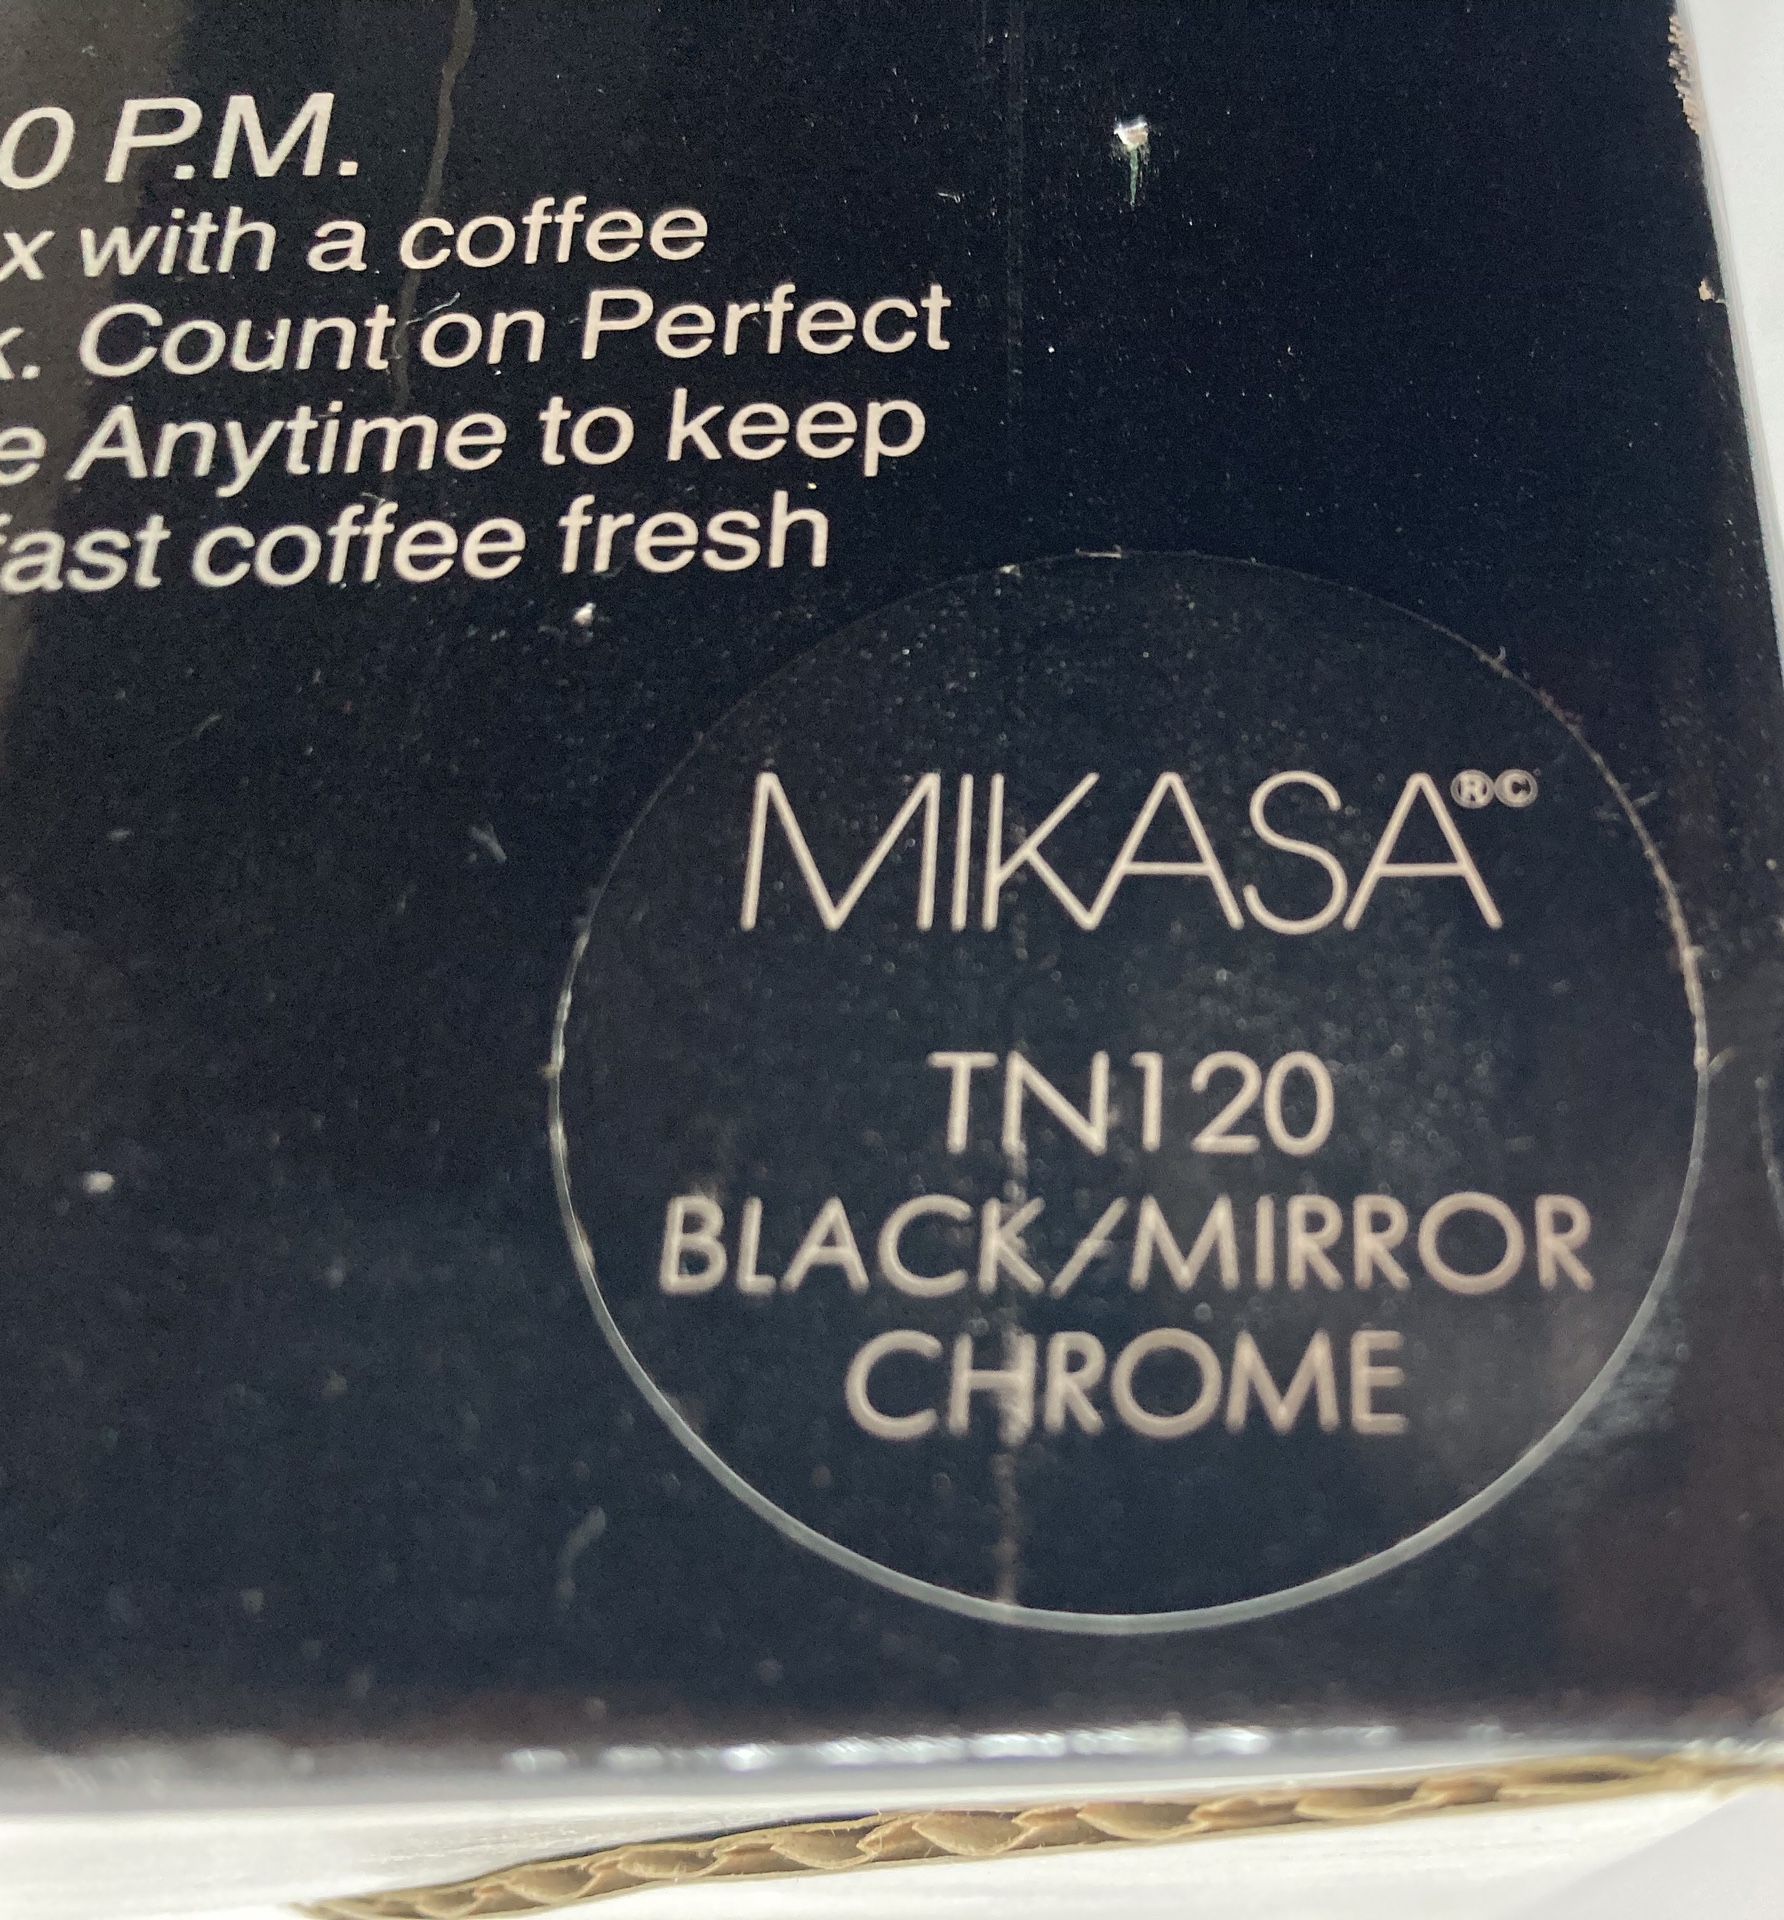 0 P.M.
x with a coffee
k. Count on Perfect
e Anytime to keep
fast coffee fresh
MIKASA®©
TN120
BLACK/MIRROR
CHROME